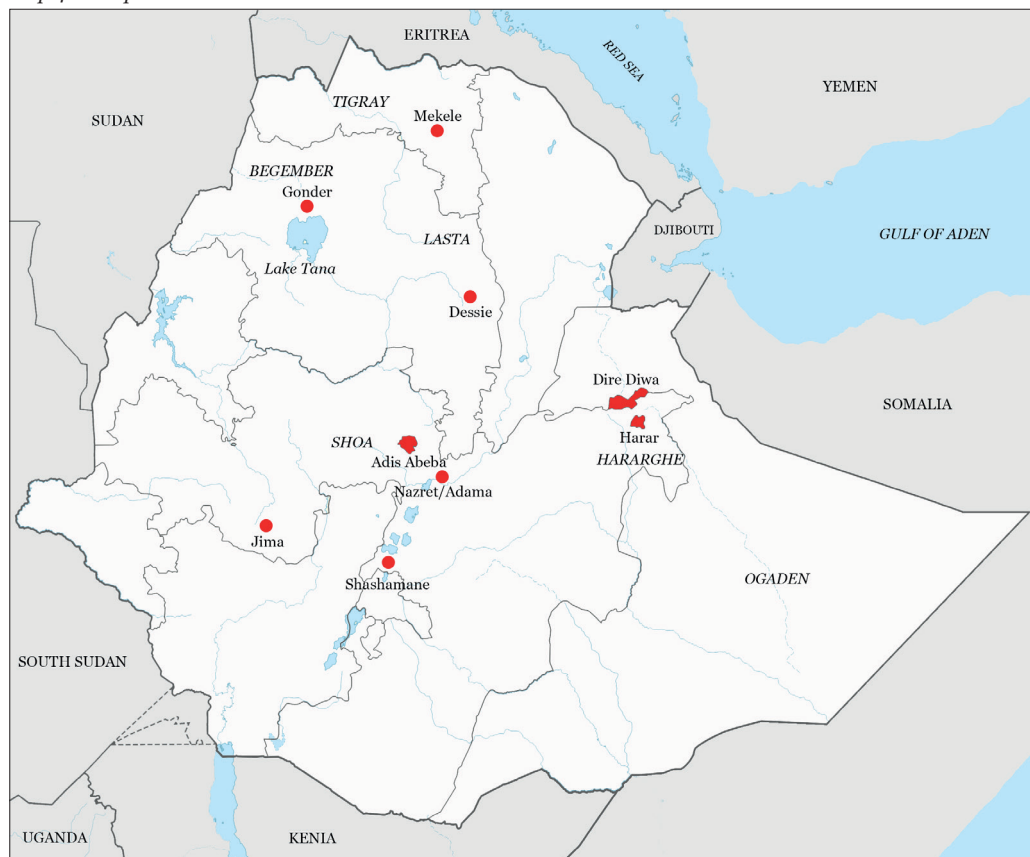 ERITREA
RED SEA
YEMEN
SUDAN
TIGRAY
Mekele
BEGEMBER
Gonder
LASTA
DJIBOUTI
GULF OF ADEN
Lake Tana
Dessie
Dire Diwa
SOMALIA
SHOA
Harar
Adis Abeba
HARARGHE
Nazret/Adama
Jima
Shashamane
OGADEN
SOUTH SUDAN
UGANDA
KENIA